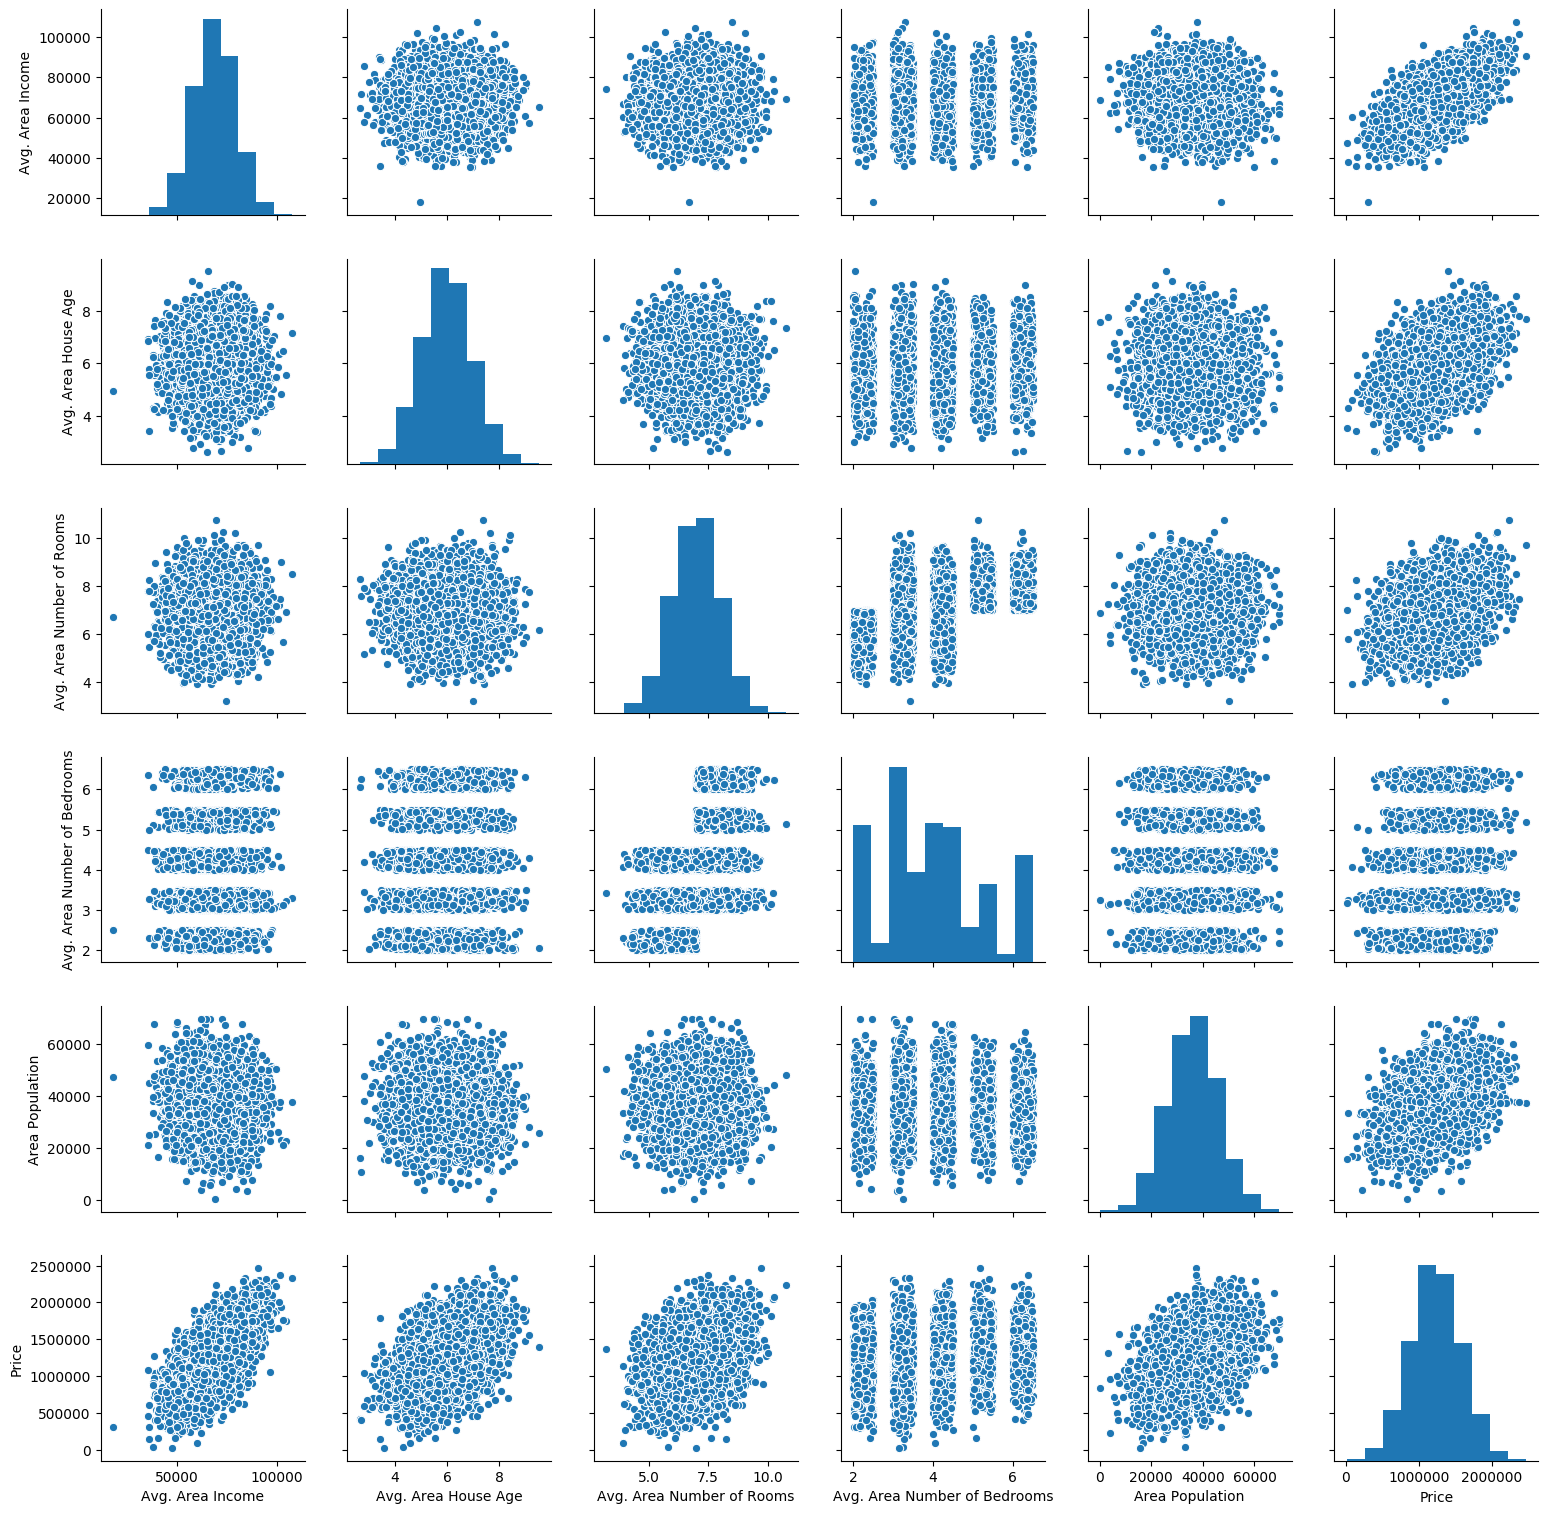 100000
80000
60000
40000
20000
Avg. Area Income
8
6
4
Avg. Area House Age
10
8
6
4
Avg. Area Number of Rooms
6
5
4
3
2
Avg. Area Number of Bedrooms
60000
40000
20000
0
Area Population
2500000
2000000
1500000
1000000
500000
0
Price
50000 100000
Avg. Area Income
4 6 8
Avg. Area House Age
5.0 7.5 10.0
Avg. Area Number of Rooms
2 4 6
Avg. Area Number of Bedrooms
0 20000 40000 60000
Area Population
0 1000000 2000000
Price